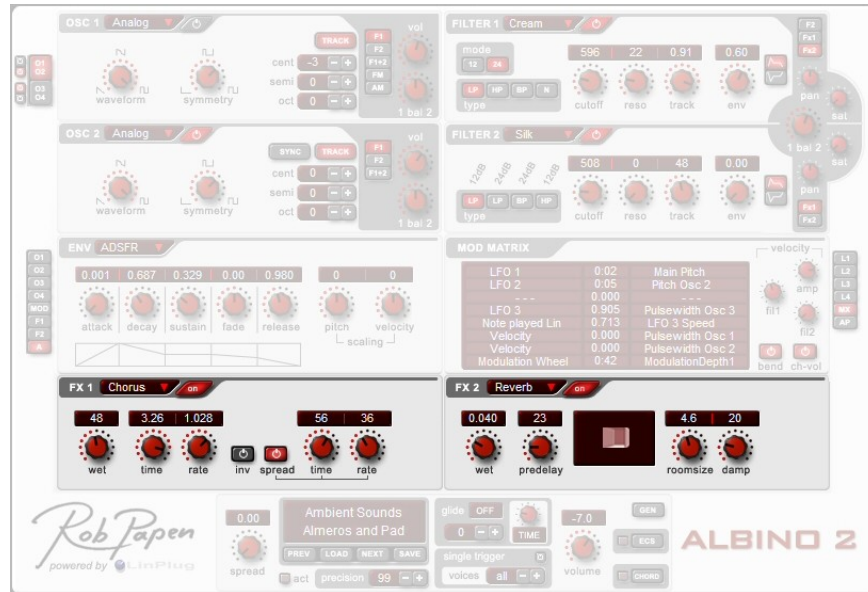 OSC 1 Analog
TRACK
cent -3 - +
semi 0 - +
oct 0 - +
waveform symmetry
F1
F2
F1+2
FM
AM
vol
1 bal 2
O1
O2
O3
O4
FILTER 1 Cream
mode
12 24
LP HP BP N
type
596 22 0.91 0.60
cutoff reso track env
F2
Fx1
Fx2
pan
sat
1 bal 2
OSC 2 Analog
SYNC TRACK
cent 0 - +
semi 0 - +
oct 0 - +
waveform symmetry
F1
F2
F1+2
vol
1 bal 2
FILTER 2 Silk
12dB 24dB 24dB 12dB
LP LP BP HP
type
508 0 48 0.00
cutoff reso track env
sat
pan
Fx1
Fx2
O1
O2
O3
O4
MOD
F1
F2
A
ENV ADSFR
0.001 0.687 0.329 0.00 0.980 0 0
attack decay sustain fade release pitch velocity
scaling
MOD MATRIX
LFO 1 0:02 Main Pitch
LFO 2 0:05 Pitch Osc 2
- - - 0.000 - - -
LFO 3 0.905 Pulsewidth Osc 3
Note played Lin 0.713 LFO 3 Speed
Velocity 0.000 Pulsewidth Osc 1
Velocity 0.000 Pulsewidth Osc 2
Modulation Wheel 0:42 ModulationDepth1
velocity
amp
fil1
fil2
bend ch-vol
L1
L2
L3
L4
MX
AP
FX 1 Chorus on
48 3.26 1.028 56 36
wet time rate inv spread time rate
FX 2 Reverb on
0.040 23 4.6 20
wet predelay roomsize damp
Rob Papen
powered by LinPlug
0.00
spread
Ambient Sounds
Almeros and Pad
PREV LOAD NEXT SAVE
act precision 99 - +
glide OFF
0 - + TIME
single trigger
voices all - +
-7.0
volume
GEN
ECS
CHORD
ALBINO 2